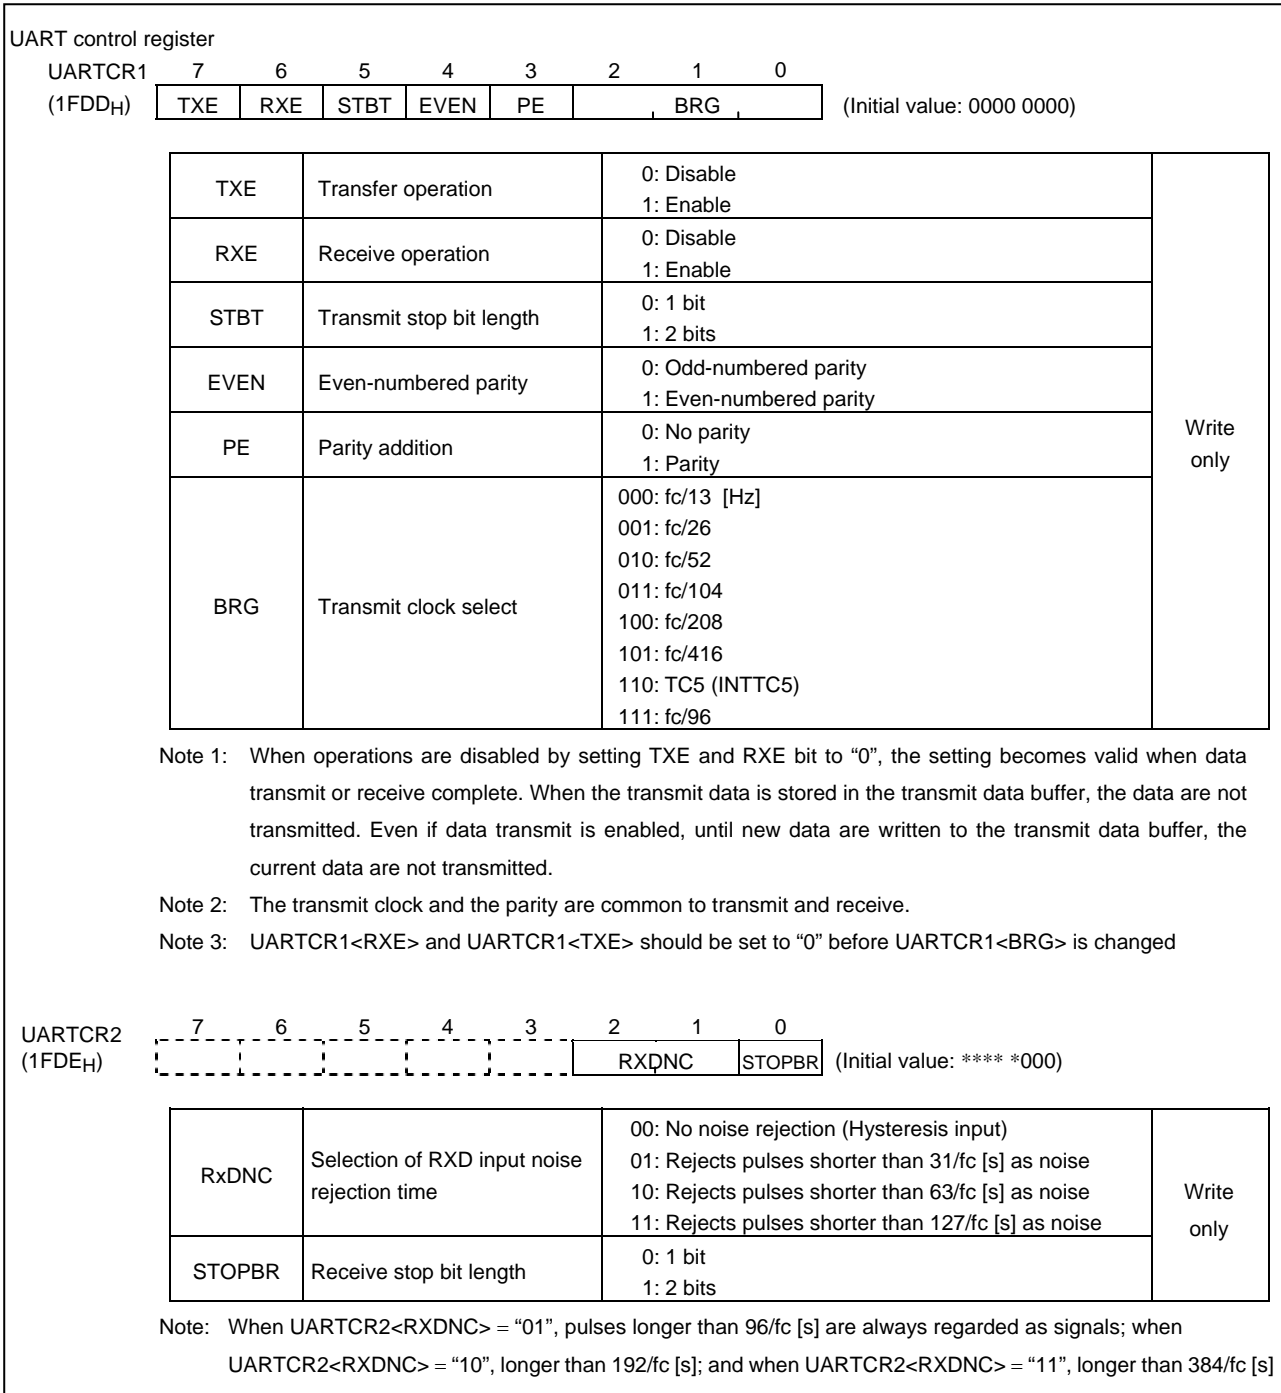 UART control register
UARTCR1 7 6 5 4 3 2 1 0
(1FDDH) TXE RXE STBT EVEN PE BRG (Initial value: 0000 0000)
TXE Transfer operation 0: Disable
1: Enable
RXE Receive operation 0: Disable
1: Enable
STBT Transmit stop bit length 0: 1 bit
1: 2 bits
EVEN Even-numbered parity 0: Odd-numbered parity
1: Even-numbered parity
PE Parity addition 0: No parity
1: Parity
BRG Transmit clock select 000: fc/13 [Hz]
001: fc/26
010: fc/52
011: fc/104
100: fc/208
101: fc/416
110: TC5 (INTTC5)
111: fc/96
Write
only
Note 1: When operations are disabled by setting TXE and RXE bit to “0”, the setting becomes valid when data
transmit or receive complete. When the transmit data is stored in the transmit data buffer, the data are not
transmitted. Even if data transmit is enabled, until new data are written to the transmit data buffer, the
current data are not transmitted.
Note 2: The transmit clock and the parity are common to transmit and receive.
Note 3: UARTCR1<RXE> and UARTCR1<TXE> should be set to “0” before UARTCR1<BRG> is changed
UARTCR2 7 6 5 4 3 2 1 0
(1FDEH) RXDNC STOPBR (Initial value: **** *000)
RxDNC Selection of RXD input noise
rejection time
00: No noise rejection (Hysteresis input)
01: Rejects pulses shorter than 31/fc [s] as noise
10: Rejects pulses shorter than 63/fc [s] as noise
11: Rejects pulses shorter than 127/fc [s] as noise
STOPBR Receive stop bit length 0: 1 bit
1: 2 bits
Write
only
Note: When UARTCR2<RXDNC> = “01”, pulses longer than 96/fc [s] are always regarded as signals; when
UARTCR2<RXDNC> = “10”, longer than 192/fc [s]; and when UARTCR2<RXDNC> = “11”, longer than 384/fc [s]